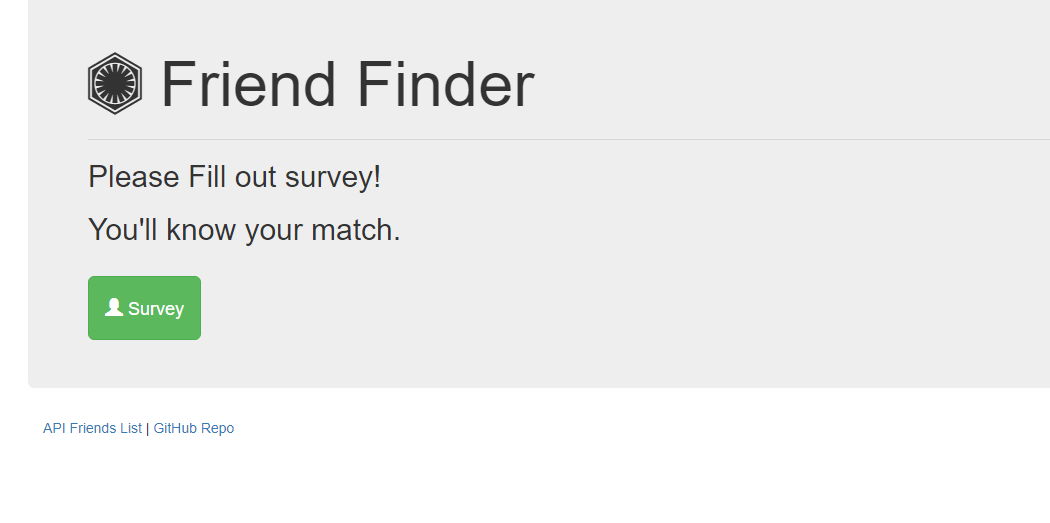 Friend Finder
Please Fill out survey!
You'll know your match.
Survey
API Friends List | GitHub Repo